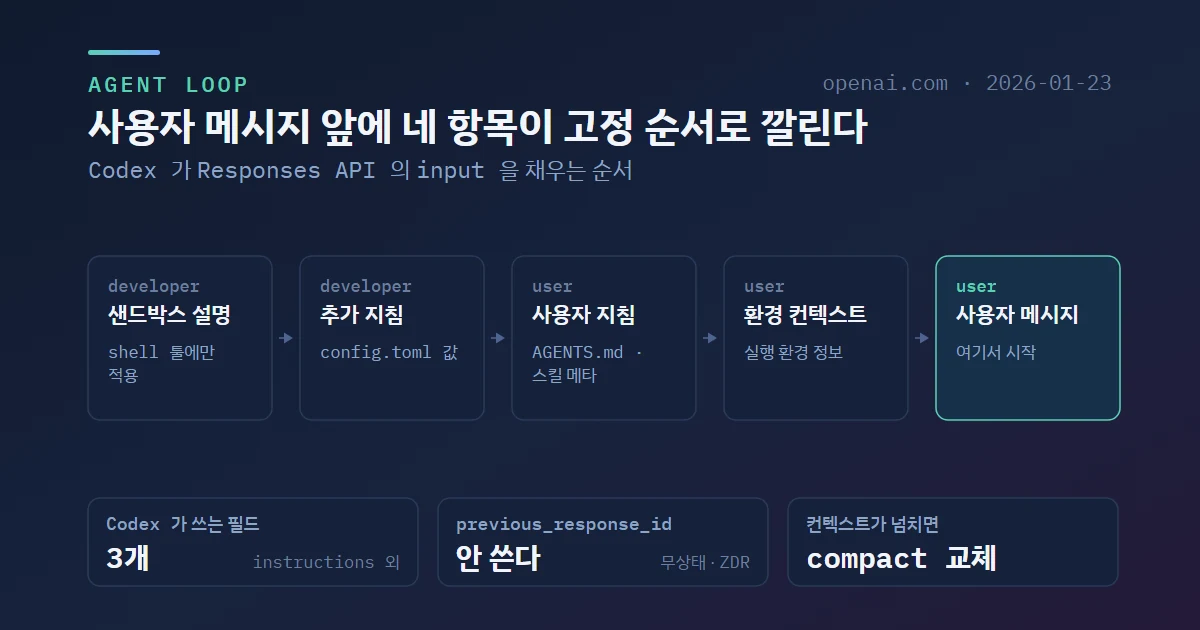 AGENT LOOP
openai.com · 2026-01-23
사용자 메시지 앞에 네 항목이 고정 순서로 깔린다
Codex 가 Responses API 의 input 을 채우는 순서
developer
샌드박스 설명
shell 툴에만
적용
developer
추가 지침
config.toml 값
user
사용자 지침
AGENTS.md ·
스킬 메타
user
환경 컨텍스트
실행 환경 정보
user
사용자 메시지
여기서 시작
Codex 가 쓰는 필드
3개
instructions 외
previous_response_id
안 쓴다
무상태 · ZDR
컨텍스트가 넘치면
compact 교체